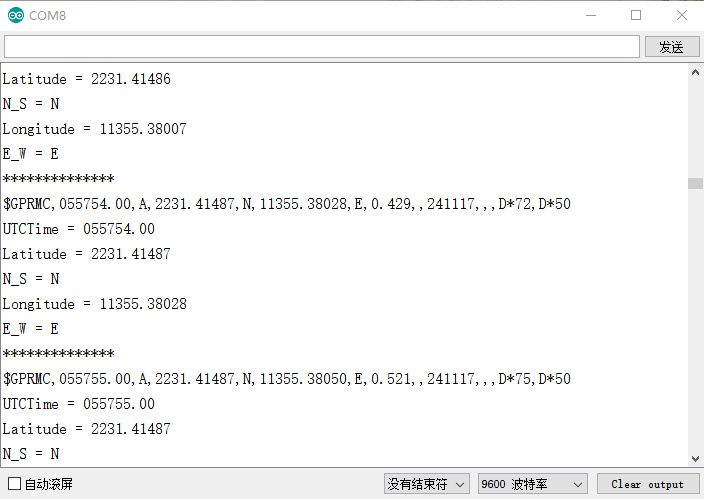 COM8
发送
Latitude = 2231.41486
N_S = N
Longitude = 11355.38007
E_W = E
**************
$GPRMC,055754.00,A,2231.41487,N,11355.38028,E,0.429,,241117,,,D*72,D*50
UTCTime = 055754.00
Latitude = 2231.41487
N_S = N
Longitude = 11355.38028
E_W = E
**************
$GPRMC,055755.00,A,2231.41487,N,11355.38050,E,0.521,,241117,,,D*75,D*50
UTCTime = 055755.00
Latitude = 2231.41487
N_S = N
自动滚屏 没有结束符 9600 波特率 Clear output